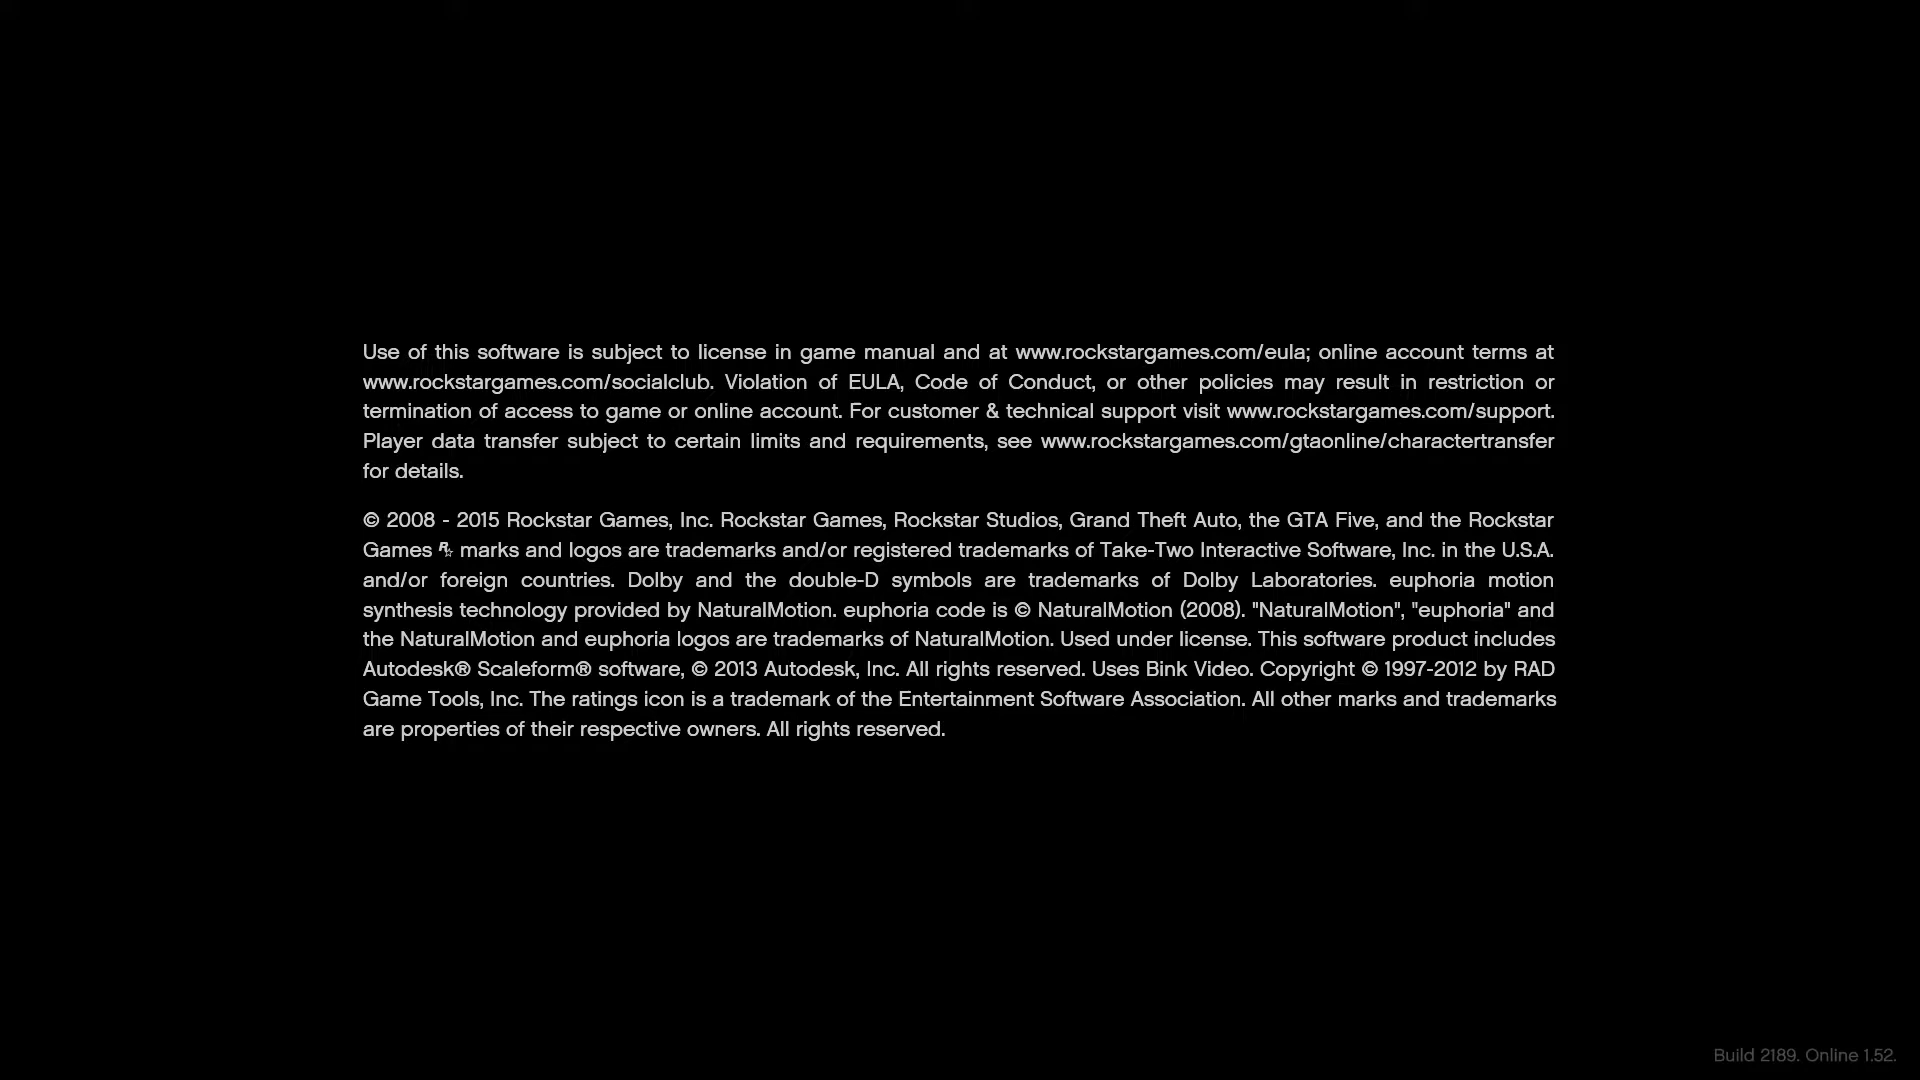 Use of this software is subject to license in game manual and at www.rockstargames.com/eula; online account terms at
www.rockstargames.com/socialclub. Violation of EULA, Code of Conduct, or other policies may result in restriction or
termination of access to game or online account. For customer & technical support visit www.rockstargames.com/support.
Player data transfer subject to certain limits and requirements, see www.rockstargames.com/gtaonline/charactertransfer
for details.
© 2008 - 2015 Rockstar Games, Inc. Rockstar Games, Rockstar Studios, Grand Theft Auto, the GTA Five, and the Rockstar
Games R* marks and logos are trademarks and/or registered trademarks of Take-Two Interactive Software, Inc. in the U.S.A.
and/or foreign countries. Dolby and the double-D symbols are trademarks of Dolby Laboratories. euphoria motion
synthesis technology provided by NaturalMotion. euphoria code is © NaturalMotion (2008). "NaturalMotion", "euphoria" and
the NaturalMotion and euphoria logos are trademarks of NaturalMotion. Used under license. This software product includes
Autodesk® Scaleform® software, © 2013 Autodesk, Inc. All rights reserved. Uses Bink Video. Copyright © 1997-2012 by RAD
Game Tools, Inc. The ratings icon is a trademark of the Entertainment Software Association. All other marks and trademarks
are properties of their respective owners. All rights reserved.
Build 2189. Online 1.52.